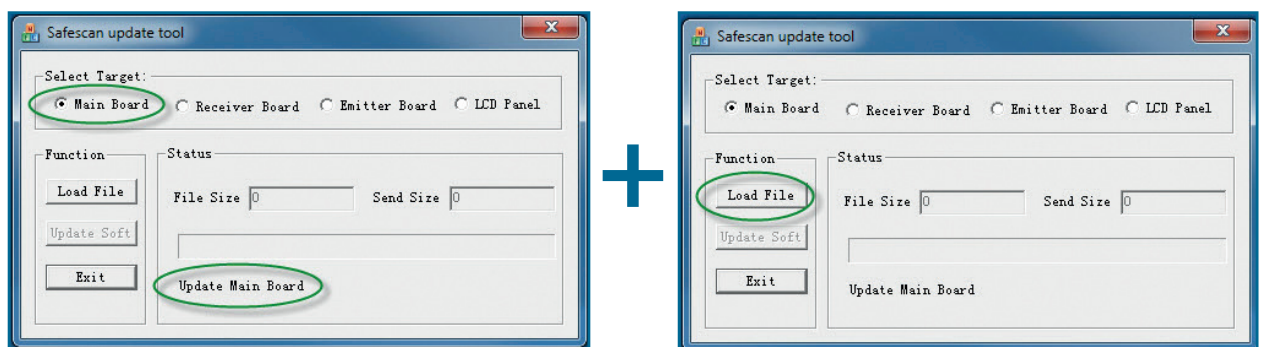 Safescan update tool
Select Target:
Main Board Receiver Board Emitter Board LCD Panel
Function
Status
Load File
File Size 0 Send Size 0
Update Soft
Exit
Update Main Board
+
Safescan update tool
Select Target:
Main Board Receiver Board Emitter Board LCD Panel
Function
Status
Load File
File Size 0 Send Size 0
Update Soft
Exit
Update Main Board